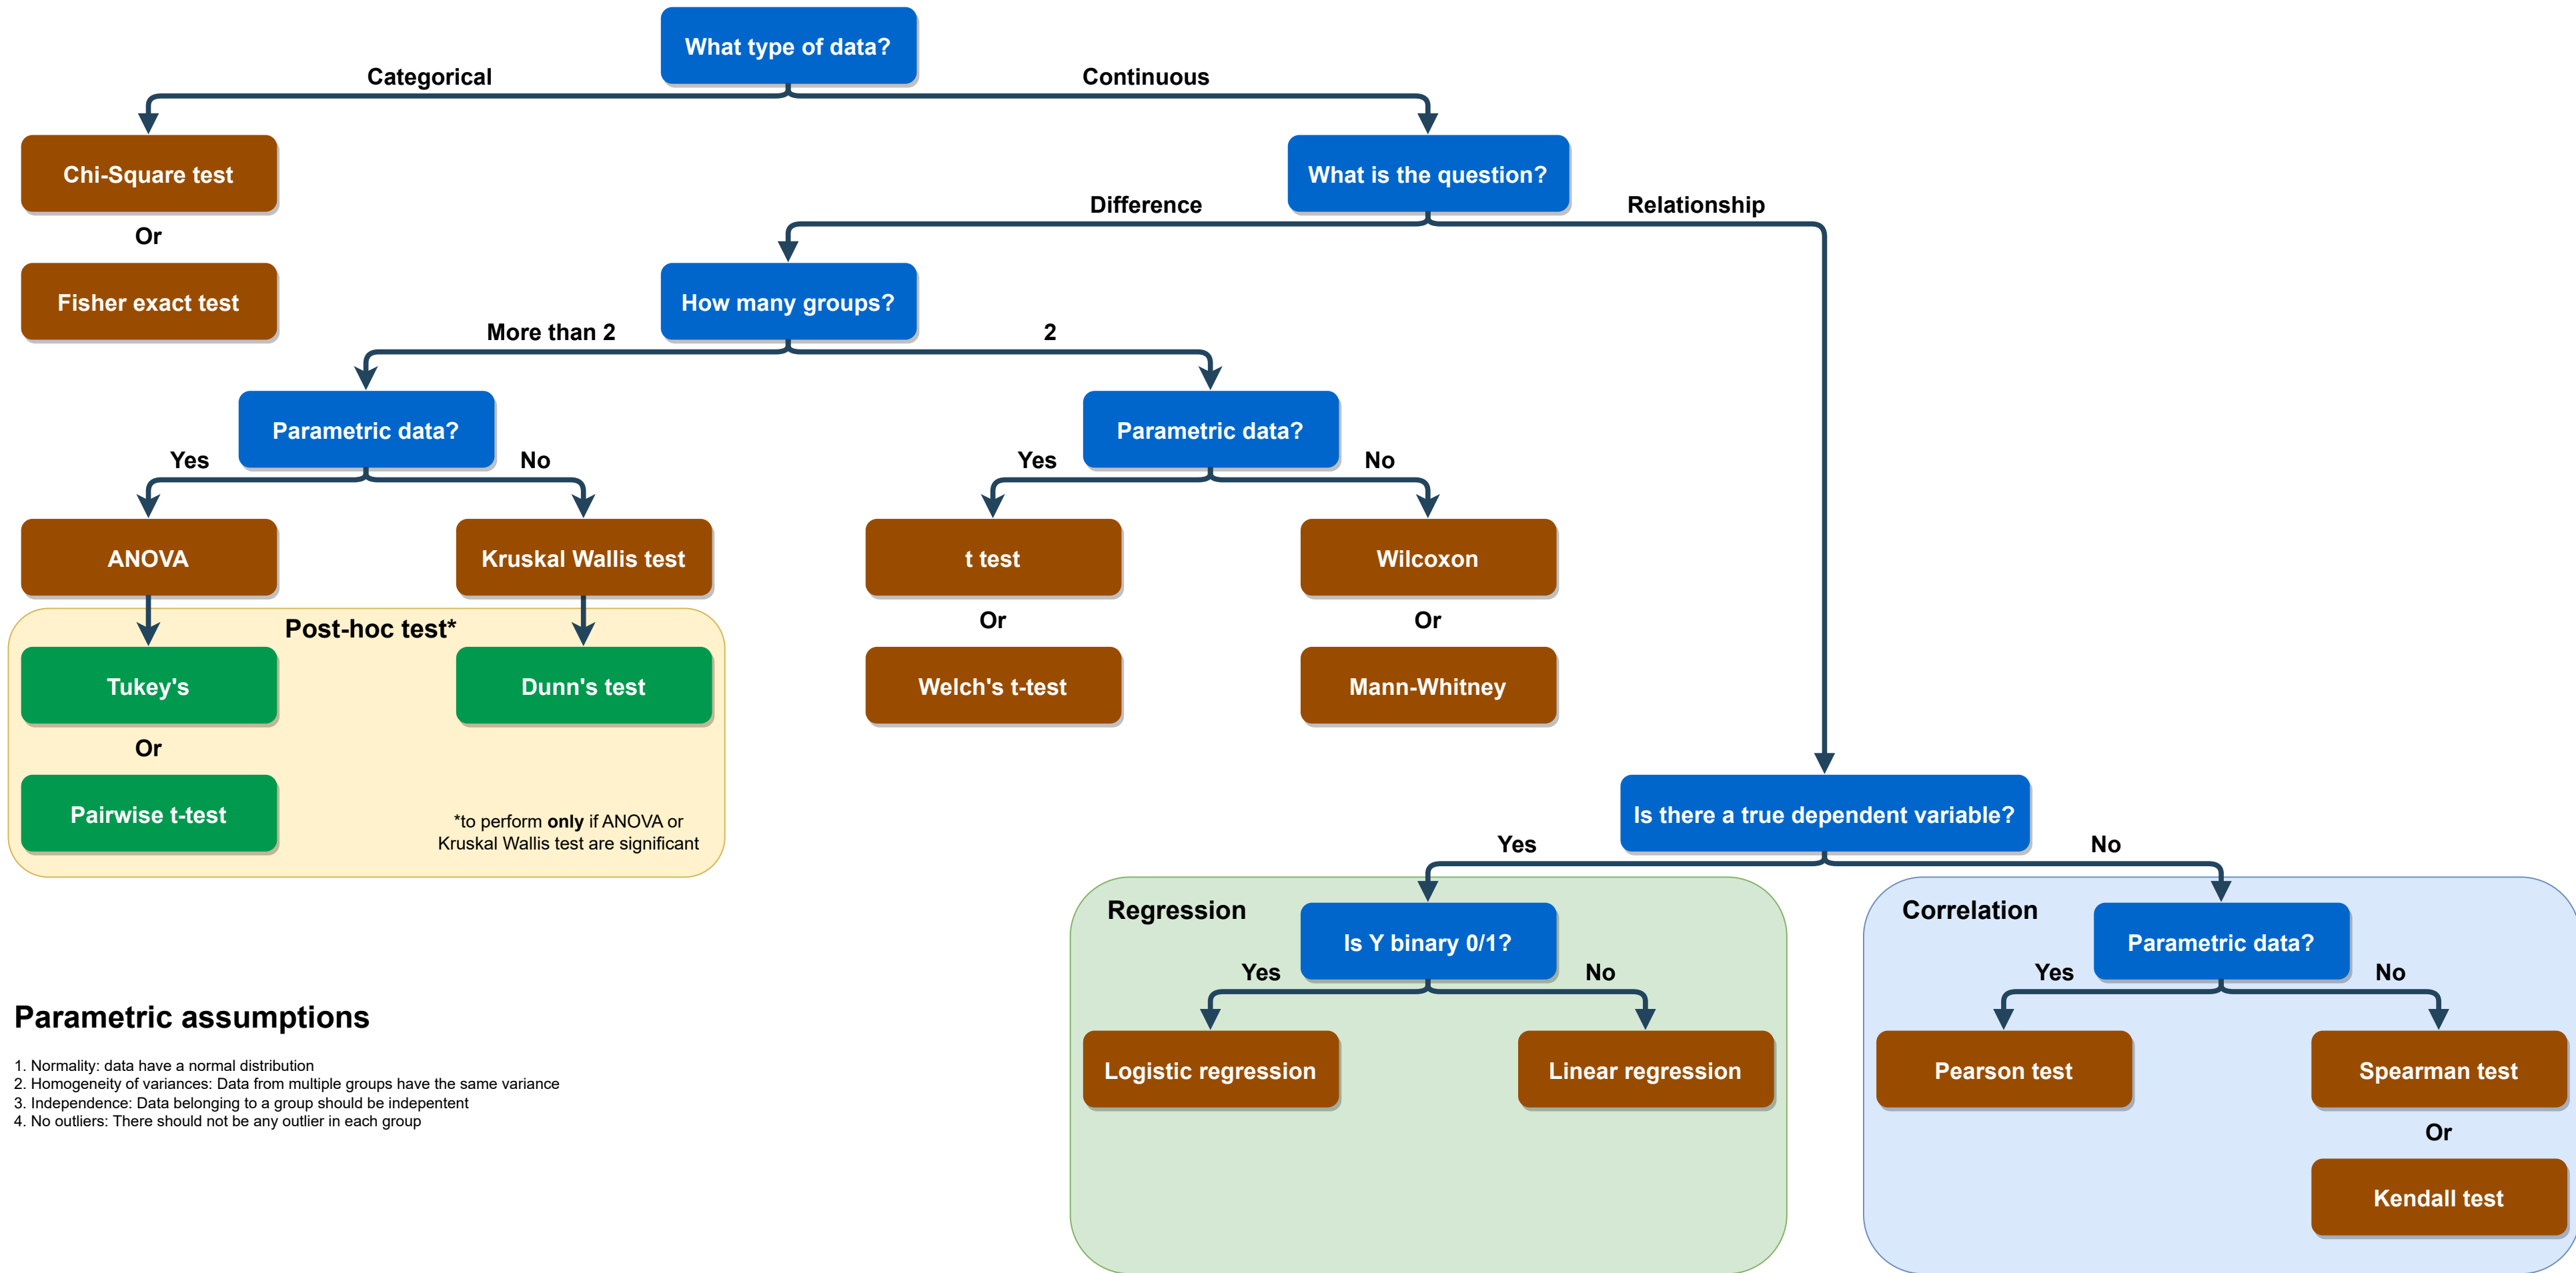 What type of data?
Categorical
Continuous
Chi-Square test
What is the question?
Or
Difference
Relationship
Fisher exact test
How many groups?
More than 2
2
Parametric data?
Parametric data?
Yes
No
Yes
No
ANOVA
Kruskal Wallis test
t test
Wilcoxon
Post-hoc test*
Or
Or
Tukey's
Dunn's test
Welch's t-test
Mann-Whitney
Or
Pairwise t-test
*to perform only if ANOVA or
Kruskal Wallis test are significant
Is there a true dependent variable?
Yes
No
Regression
Is Y binary 0/1?
Correlation
Parametric data?
Yes
No
Yes
No
Logistic regression
Linear regression
Pearson test
Spearman test
Or
Kendall test
Parametric assumptions
1. Normality: data have a normal distribution
2. Homogeneity of variances: Data from multiple groups have the same variance
3. Independence: Data belonging to a group should be indepentent
4. No outliers: There should not be any outlier in each group